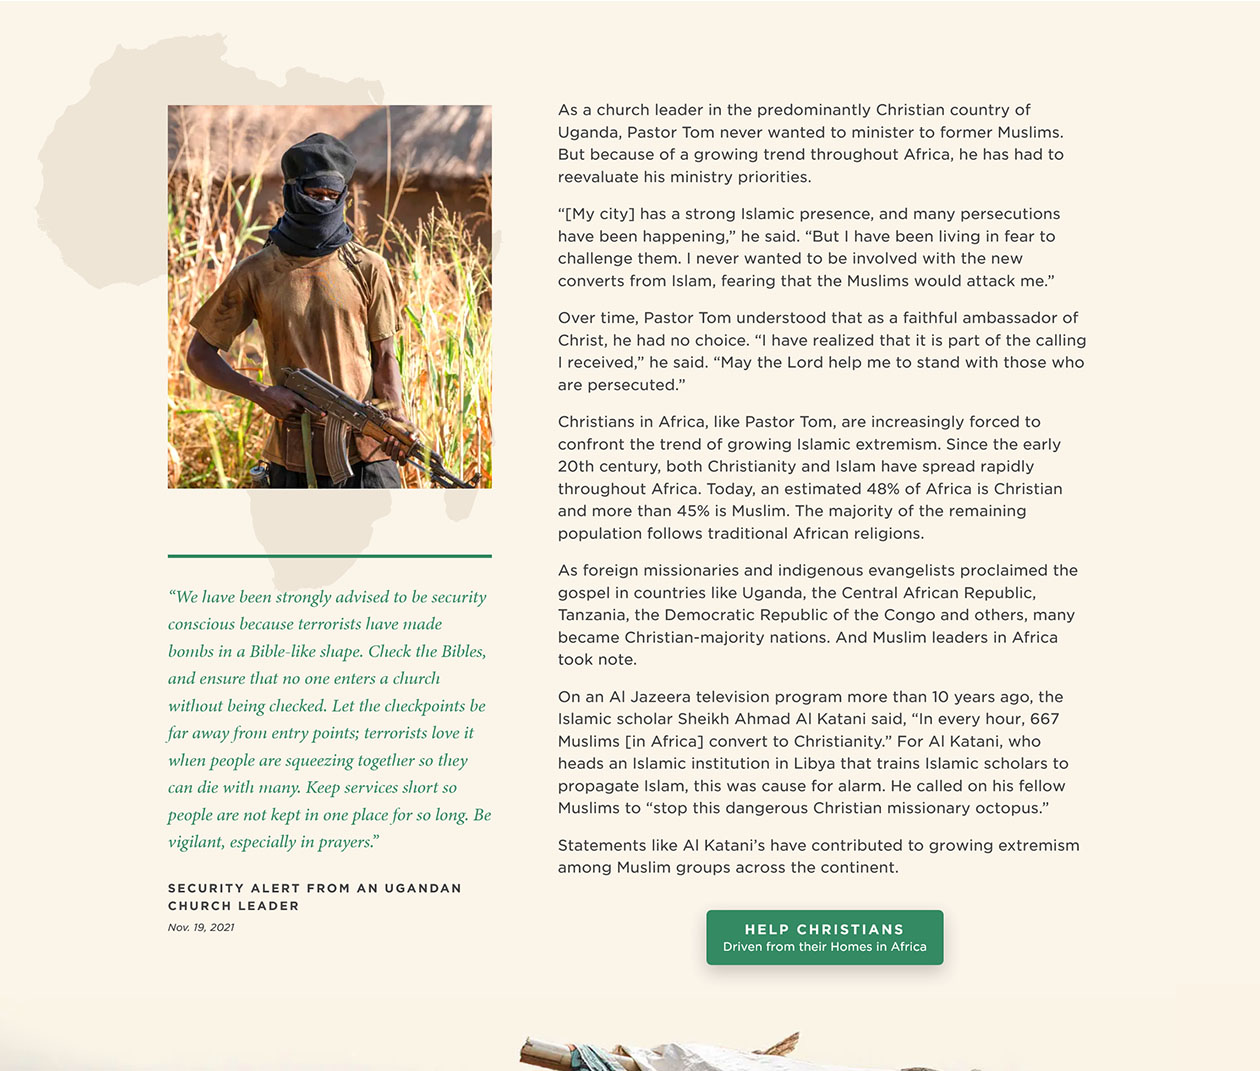 “We have been strongly advised to be security
conscious because terrorists have made
bombs in a Bible-like shape. Check the Bibles,
and ensure that no one enters a church
without being checked. Let the checkpoints be
far away from entry points; terrorists love it
when people are squeezing together so they
can die with many. Keep services short so
people are not kept in one place for so long. Be
vigilant, especially in prayers.”
SECURITY ALERT FROM AN UGANDAN
CHURCH LEADER
Nov. 19, 2021
As a church leader in the predominantly Christian country of
Uganda, Pastor Tom never wanted to minister to former Muslims.
But because of a growing trend throughout Africa, he has had to
reevaluate his ministry priorities.
“[My city] has a strong Islamic presence, and many persecutions
have been happening,” he said. “But I have been living in fear to
challenge them. I never wanted to be involved with the new
converts from Islam, fearing that the Muslims would attack me.”
Over time, Pastor Tom understood that as a faithful ambassador of
Christ, he had no choice. “I have realized that it is part of the calling
I received,” he said. “May the Lord help me to stand with those who
are persecuted.”
Christians in Africa, like Pastor Tom, are increasingly forced to
confront the trend of growing Islamic extremism. Since the early
20th century, both Christianity and Islam have spread rapidly
throughout Africa. Today, an estimated 48% of Africa is Christian
and more than 45% is Muslim. The majority of the remaining
population follows traditional African religions.
As foreign missionaries and indigenous evangelists proclaimed the
gospel in countries like Uganda, the Central African Republic,
Tanzania, the Democratic Republic of the Congo and others, many
became Christian-majority nations. And Muslim leaders in Africa
took note.
On an Al Jazeera television program more than 10 years ago, the
Islamic scholar Sheikh Ahmad Al Katani said, “In every hour, 667
Muslims [in Africa] convert to Christianity.” For Al Katani, who
heads an Islamic institution in Libya that trains Islamic scholars to
propagate Islam, this was cause for alarm. He called on his fellow
Muslims to “stop this dangerous Christian missionary octopus.”
Statements like Al Katani’s have contributed to growing extremism
among Muslim groups across the continent.
HELP CHRISTIANS
Driven from their Homes in Africa